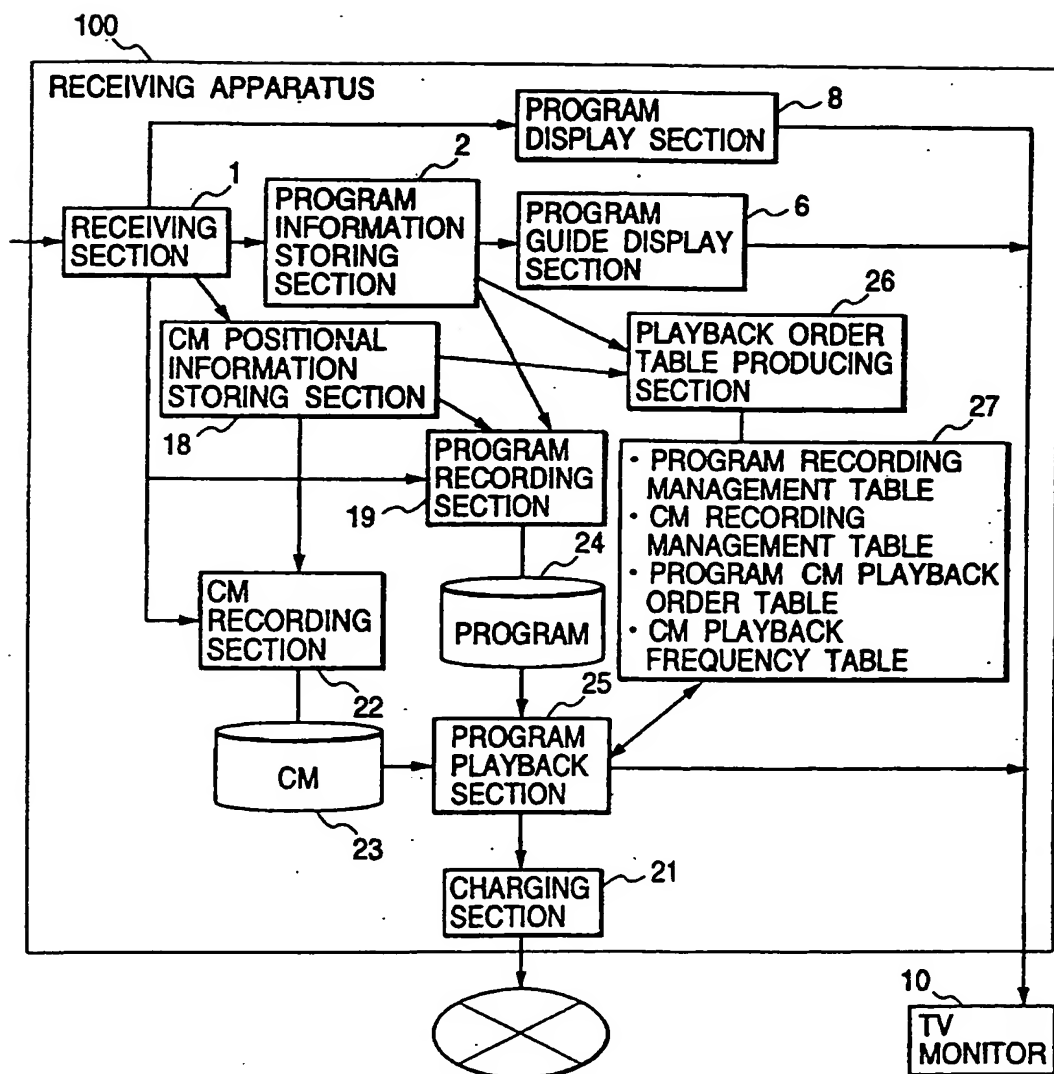 100
RECEIVING APPARATUS
PROGRAM
DISPLAY SECTION
8
1
RECEIVING
SECTION
2
PROGRAM
INFORMATION
STORING
SECTION
PROGRAM
GUIDE DISPLAY
SECTION
6
26
CM POSITIONAL
INFORMATION
STORING SECTION
18
PLAYBACK ORDER
TABLE PRODUCING
SECTION
PROGRAM
RECORDING
SECTION
19
27
· PROGRAM RECORDING
MANAGEMENT TABLE
· CM RECORDING
MANAGEMENT TABLE
· PROGRAM CM PLAYBACK
ORDER TABLE
· CM PLAYBACK
FREQUENCY TABLE
24
PROGRAM
CM
RECORDING
SECTION
22
25
PROGRAM
PLAYBACK
SECTION
CM
23
CHARGING
SECTION
21
10
TV
MONITOR